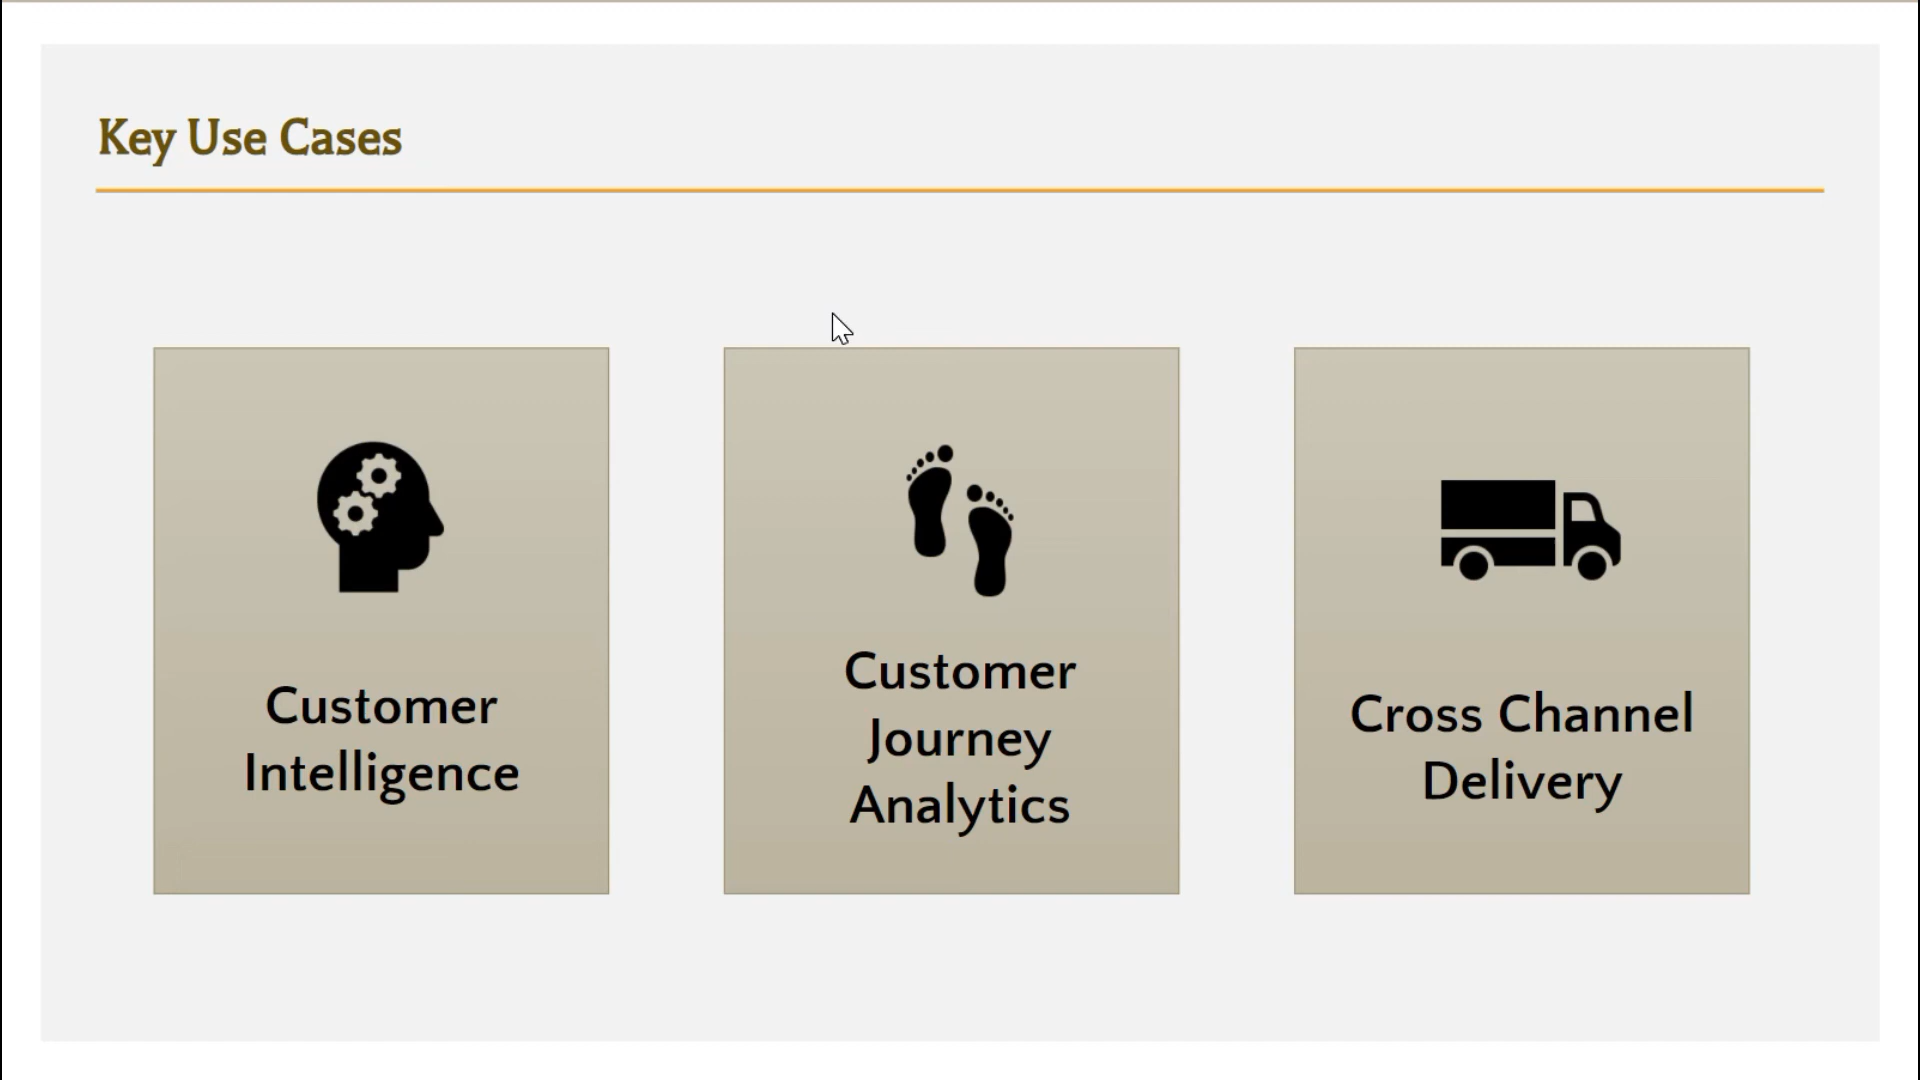 Key Use Cases
Customer
Intelligence
Customer
Journey
Analytics
Cross Channel
Delivery